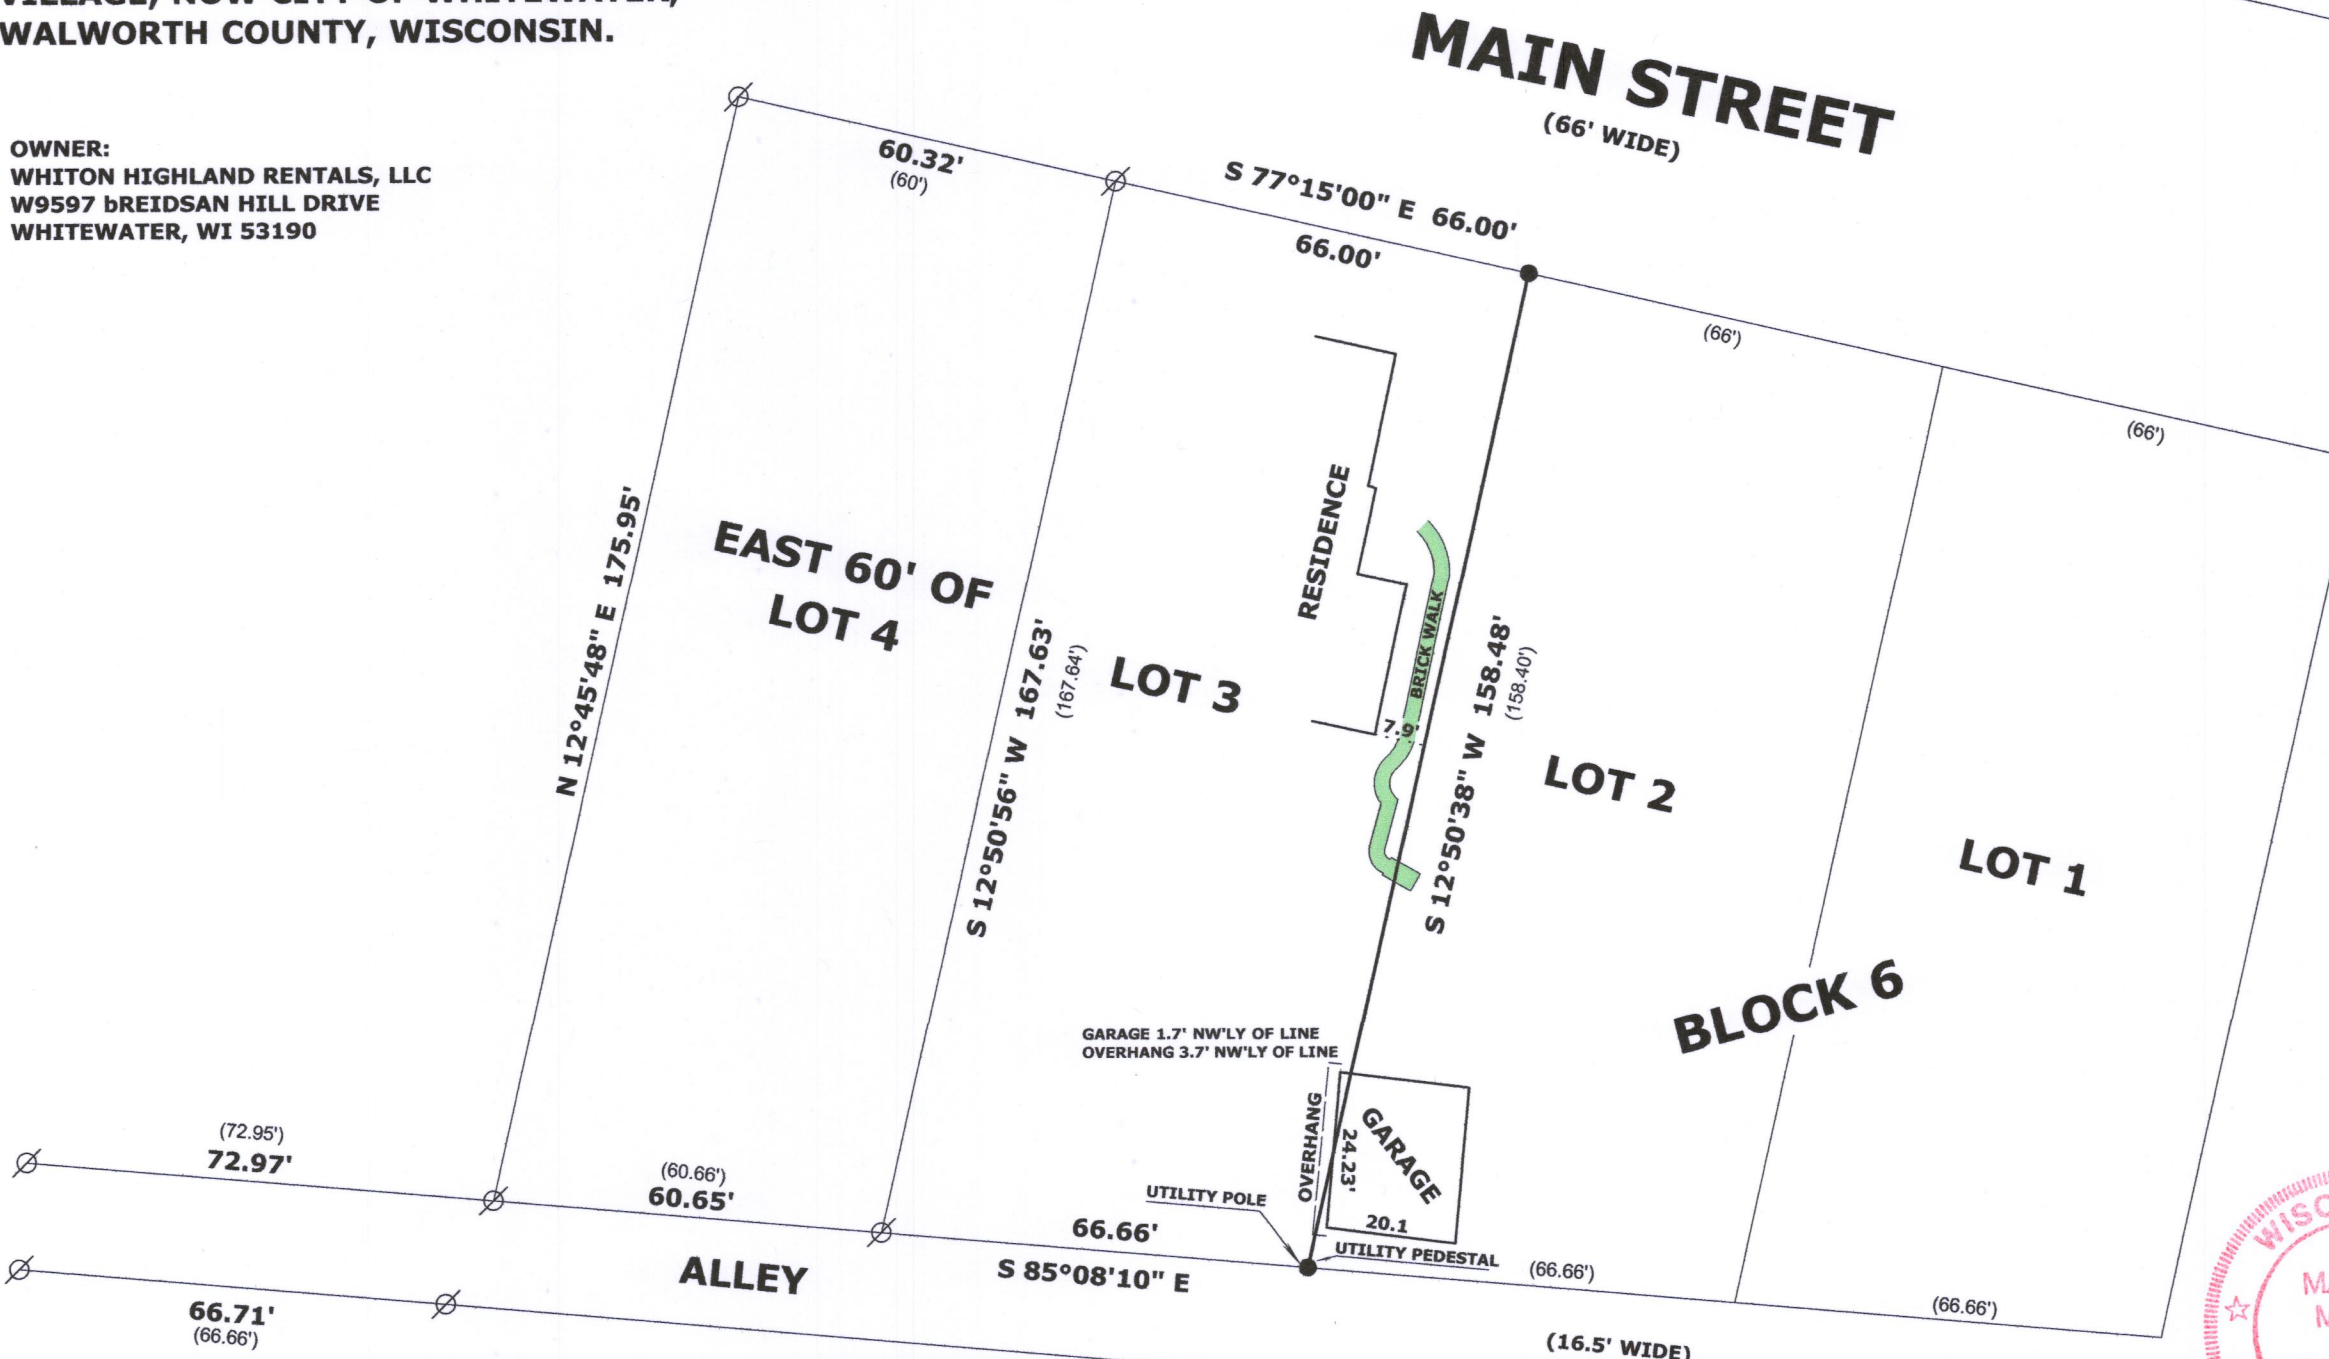 VILLAGE, NOW CITY OF WHITEWATER,
WALWORTH COUNTY, WISCONSIN.
OWNER:
WHITON HIGHLAND RENTALS, LLC
W9597 bREIDSAN HILL DRIVE
WHITEWATER, WI 53190
MAIN STREET
(66' WIDE)
60.32'
(60')
S 77°15'00" E 66.00'
66.00'
(66')
(66')
N 12°45'48" E 175.95'
EAST 60' OF
LOT 4
S 12°50'56" W 167.63'
(167.64')
LOT 3
RESIDENCE
BRICK WALK
7.9'
S 12°50'38" W 158.48'
(158.40')
LOT 2
LOT 1
BLOCK 6
GARAGE 1.7' NW'LY OF LINE
OVERHANG 3.7' NW'LY OF LINE
OVERHANG
24.23'
GARAGE
20.1
UTILITY POLE
UTILITY PEDESTAL
(72.95')
72.97'
(60.66')
60.65'
66.66'
S 85°08'10" E
(66.66')
(66.66')
ALLEY
(16.5' WIDE)
66.71'
(66.66')